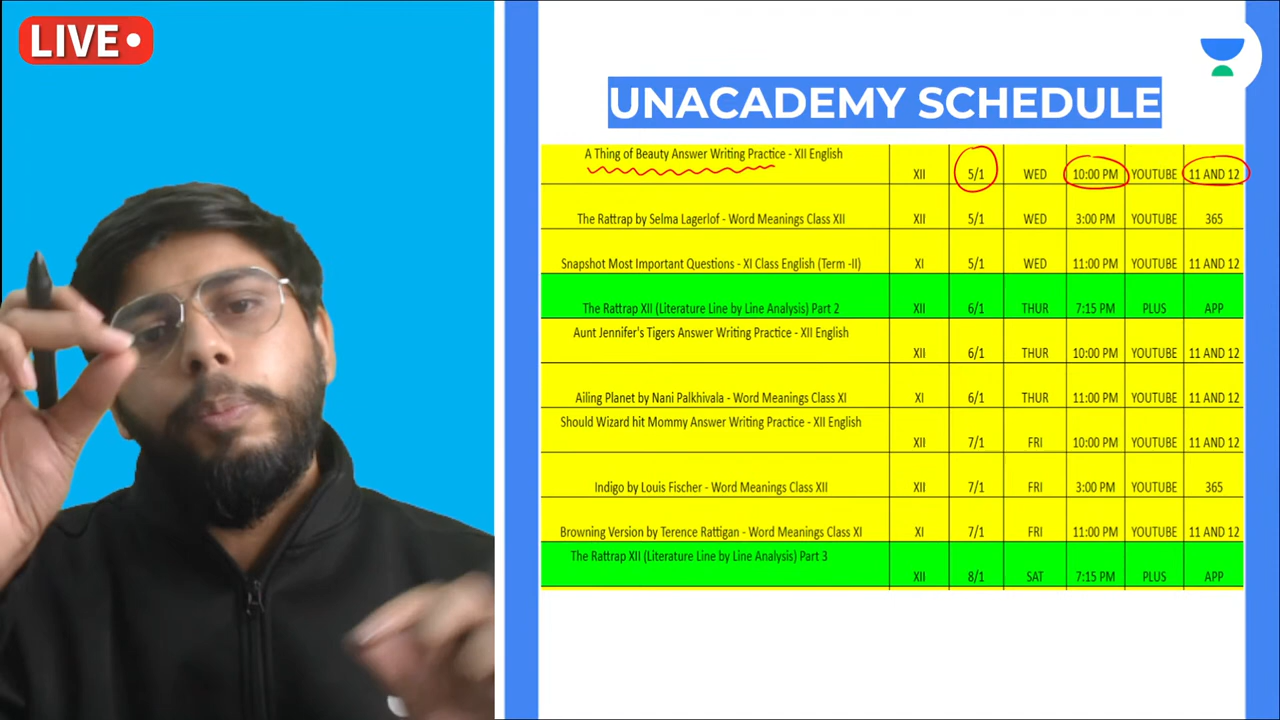 LIVE
UNACADEMY SCHEDULE
A Thing of Beauty Answer Writing Practice - XII English XII 5/1 WED 10:00 PM YOUTUBE 11 AND 12
The Rattrap by Selma Lagerlof - Word Meanings Class XII XII 5/1 WED 3:00 PM YOUTUBE 365
Snapshot Most Important Questions - XI Class English (Term -II) XI 5/1 WED 11:00 PM YOUTUBE 11 AND 12
The Rattrap XII (Literature Line by Line Analysis) Part 2 XII 6/1 THUR 7:15 PM PLUS APP
Aunt Jennifer's Tigers Answer Writing Practice - XII English XII 6/1 THUR 10:00 PM YOUTUBE 11 AND 12
Ailing Planet by Nani Palkhivala - Word Meanings Class XI XI 6/1 THUR 11:00 PM YOUTUBE 11 AND 12
Should Wizard hit Mommy Answer Writing Practice - XII English XII 7/1 FRI 10:00 PM YOUTUBE 11 AND 12
Indigo by Louis Fischer - Word Meanings Class XII XII 7/1 FRI 3:00 PM YOUTUBE 365
Browning Version by Terence Rattigan - Word Meanings Class XI XI 7/1 FRI 11:00 PM YOUTUBE 11 AND 12
The Rattrap XII (Literature Line by Line Analysis) Part 3 XII 8/1 SAT 7:15 PM PLUS APP